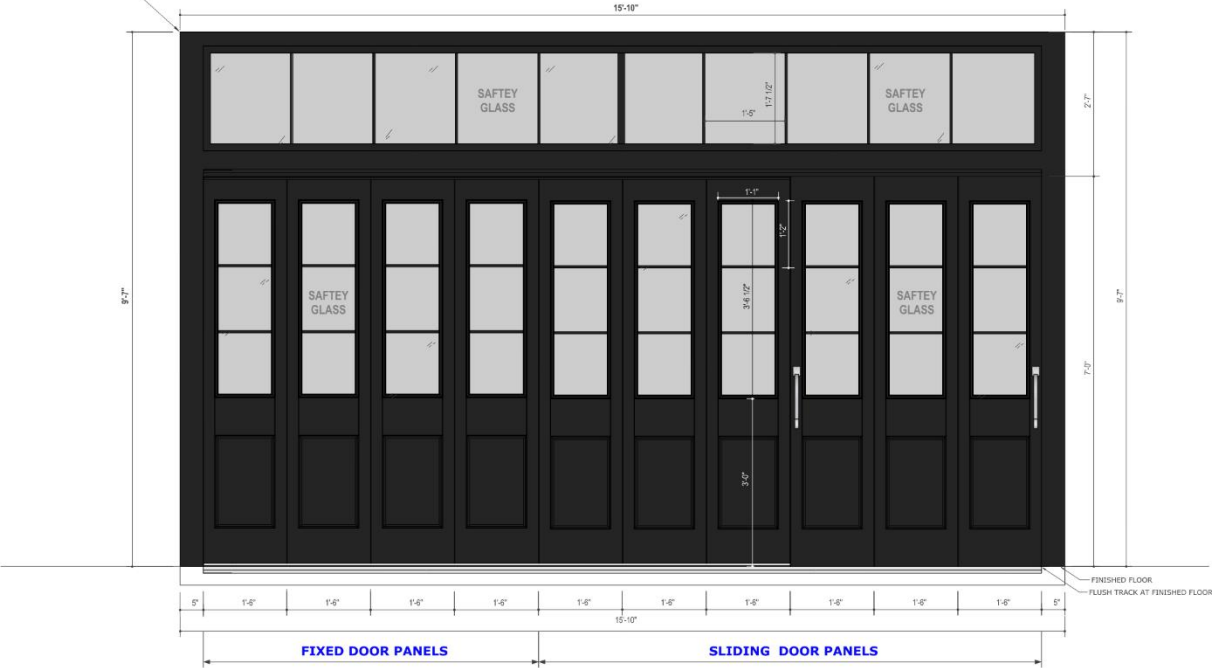 15'-10"
SAFTEY
GLASS
1'-7 1/2"
1'-5"
SAFTEY
GLASS
2'-7"
1'-1"
1'-2"
SAFTEY
GLASS
3'-6 1/2"
SAFTEY
GLASS
9'-7"
9'-7"
7'-0"
3'-0"
FINISHED FLOOR
FLUSH TRACK AT FINISHED FLOOR
5" 1'-6" 1'-6" 1'-6" 1'-6" 1'-6" 1'-6" 1'-6" 1'-6" 1'-6" 1'-6" 5"
15'-10"
FIXED DOOR PANELS SLIDING DOOR PANELS